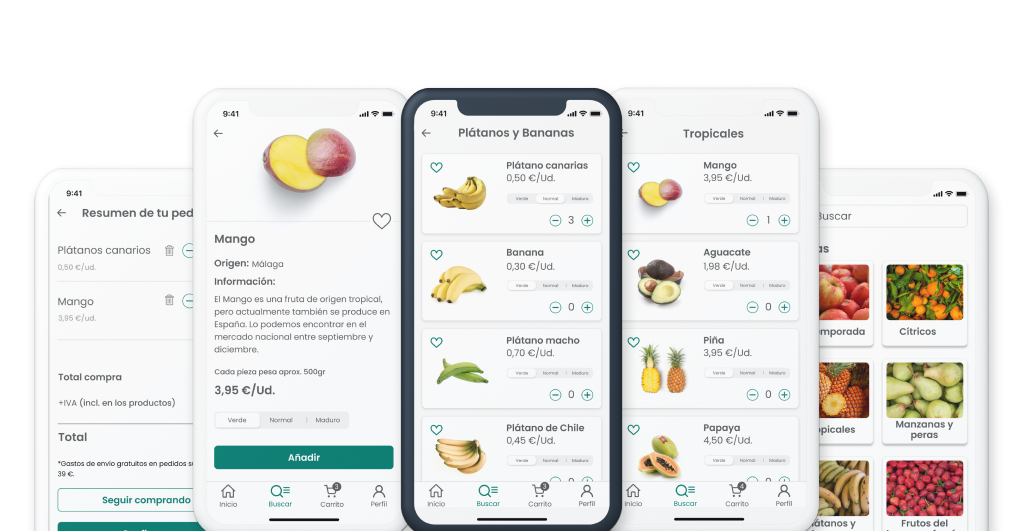 9:41
Resumen de tu ped
Plátanos canarios
0,50 €/ud.
Mango
3,95 €/ud.
Total compra
+IVA (incl. en los productos)
Total
*Gastos de envío gratuitos en pedidos su
39 €.
Seguir comprando
9:41
Mango
Origen: Málaga
Información:
El Mango es una fruta de origen tropical,
pero actualmente también se produce en
España. Lo podemos encontrar en el
mercado nacional entre septiembre y
diciembre.
Cada pieza pesa aprox. 500gr
3,95 €/Ud.
Verde Normal Maduro
Añadir
Inicio Buscar 3 Carrito Perfil
9:41
Plátanos y Bananas
Plátano canarias
0,50 €/Ud.
Verde Normal Maduro
3
Banana
0,30 €/Ud.
Verde Normal Maduro
0
Plátano macho
0,70 €/Ud.
Verde Normal Maduro
0
Plátano de Chile
0,45 €/Ud.
Verde Normal Maduro
0
Inicio Buscar 3 Carrito Perfil
9:41
Tropicales
Mango
3,95 €/Ud.
Verde Normal Maduro
1
Aguacate
1,98 €/Ud.
Verde Normal Maduro
0
Piña
3,95 €/Ud.
Verde Normal Maduro
0
Papaya
4,50 €/Ud.
Verde Normal Maduro
0
Inicio Buscar 4 Carrito Perfil
Buscar
as
mporada
Cítricos
opicales
Manzanas y
peras
átanos y
Frutos del